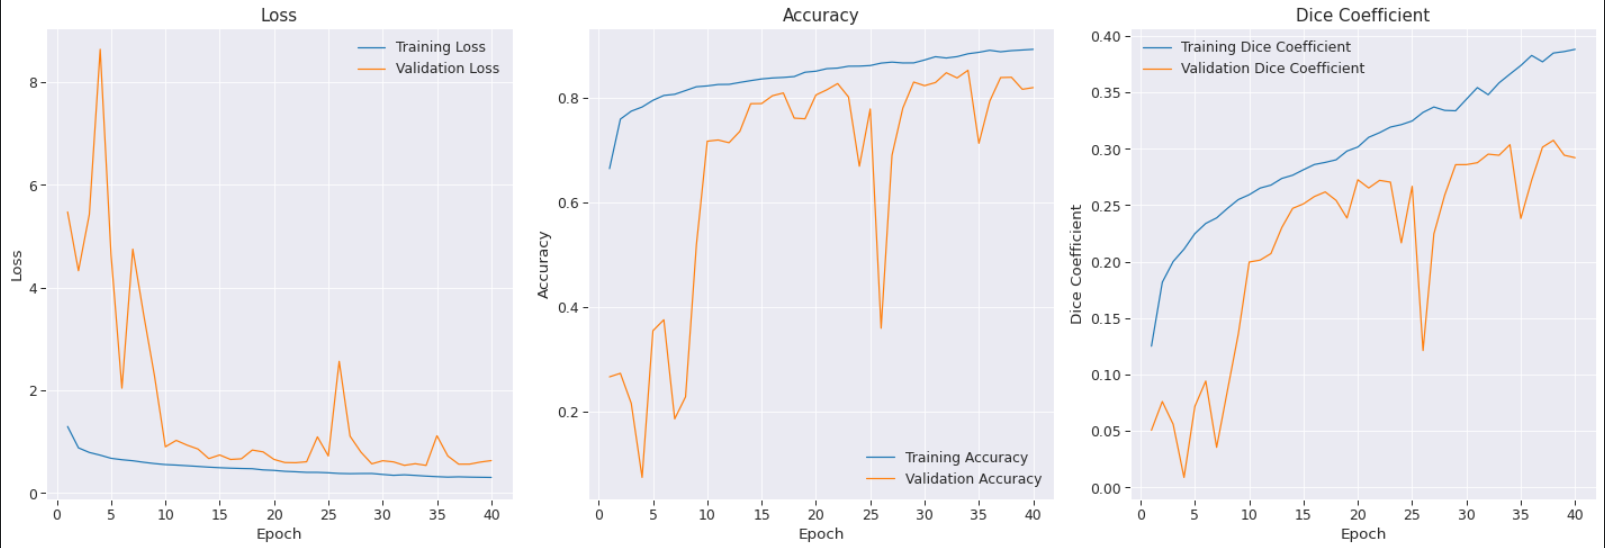 Loss
Training Loss
Validation Loss
8
6
4
2
0
Loss
0 5 10 15 20 25 30 35 40
Epoch
Accuracy
0.8
0.6
0.4
0.2
Accuracy
Training Accuracy
Validation Accuracy
0 5 10 15 20 25 30 35 40
Epoch
Dice Coefficient
Training Dice Coefficient
Validation Dice Coefficient
0.40
0.35
0.30
0.25
0.20
0.15
0.10
0.05
0.00
Dice Coefficient
0 5 10 15 20 25 30 35 40
Epoch